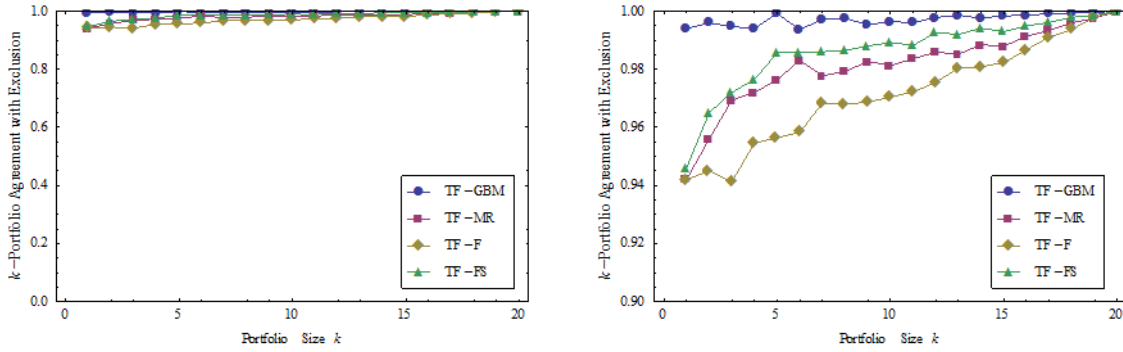 k−Portfolio Agreement with Exclusion
1.0
0.8
0.6
0.4
0.2
0.0
0
5
10
15
20
Portfolio Size k
TF−GBM
TF−MR
TF−F
TF−FS
k−Portfolio Agreement with Exclusion
1.00
0.98
0.96
0.94
0.92
0.90
0
5
10
15
20
Portfolio Size k
TF−GBM
TF−MR
TF−F
TF−FS